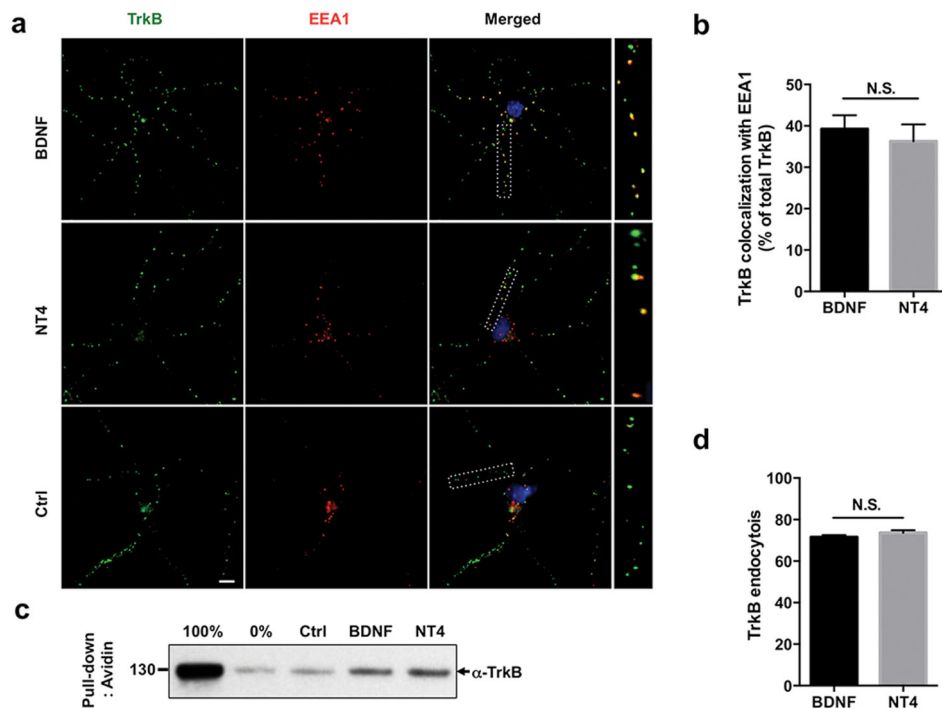 a
TrkB
EEA1
Merged
BDNF
NT4
Ctrl
b
N.S.
TrkB colocalization with EEA1
(% of total TrkB)
50
40
30
20
10
0
BDNF
NT4
c
Pull-down
: Avidin
100%
0%
Ctrl
BDNF
NT4
130
α-TrkB
d
N.S.
TrkB endocytois
100
80
60
40
20
0
BDNF
NT4